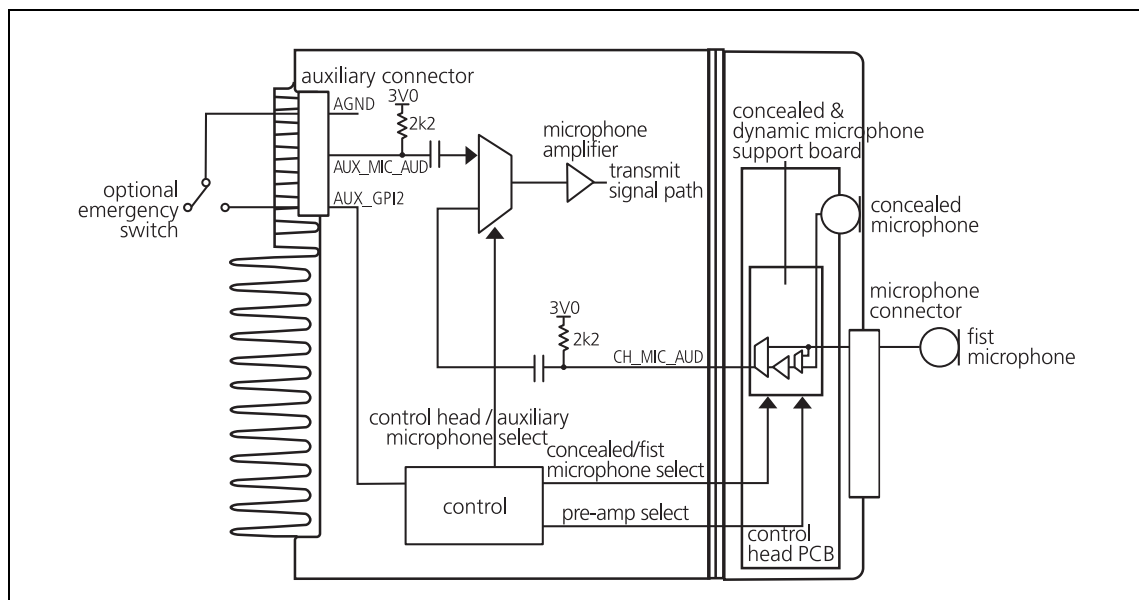 auxiliary connector
AGND
3V0
2k2
AUX_MIC_AUD
AUX_GPI2
optional
emergency
switch
microphone
amplifier
transmit
signal path
concealed &
dynamic microphone
support board
concealed
microphone
microphone
connector
fist
microphone
3V0
2k2
CH_MIC_AUD
control head / auxiliary
microphone select
concealed/fist
microphone select
control
pre-amp select
control
head PCB